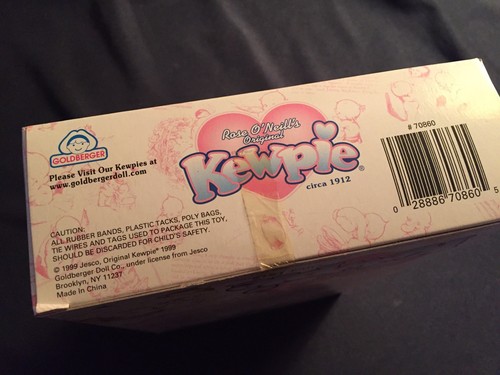 GOLDBERGER
Please Visit Our Kewpies at
www.goldbergerdoll.com
Rose O'Neill's
Original
Kewpie®
circa 1912
# 70860
0 28886 70860 5
CAUTION:
ALL RUBBER BANDS, PLASTIC TACKS, POLY BAGS,
TIE WIRES AND TAGS USED TO PACKAGE THIS TOY,
SHOULD BE DISCARDED FOR CHILD'S SAFETY.
© 1999 Jesco, Original Kewpie® 1999
Goldberger Doll Co., under license from Jesco
Brooklyn, NY 11237
Made In China